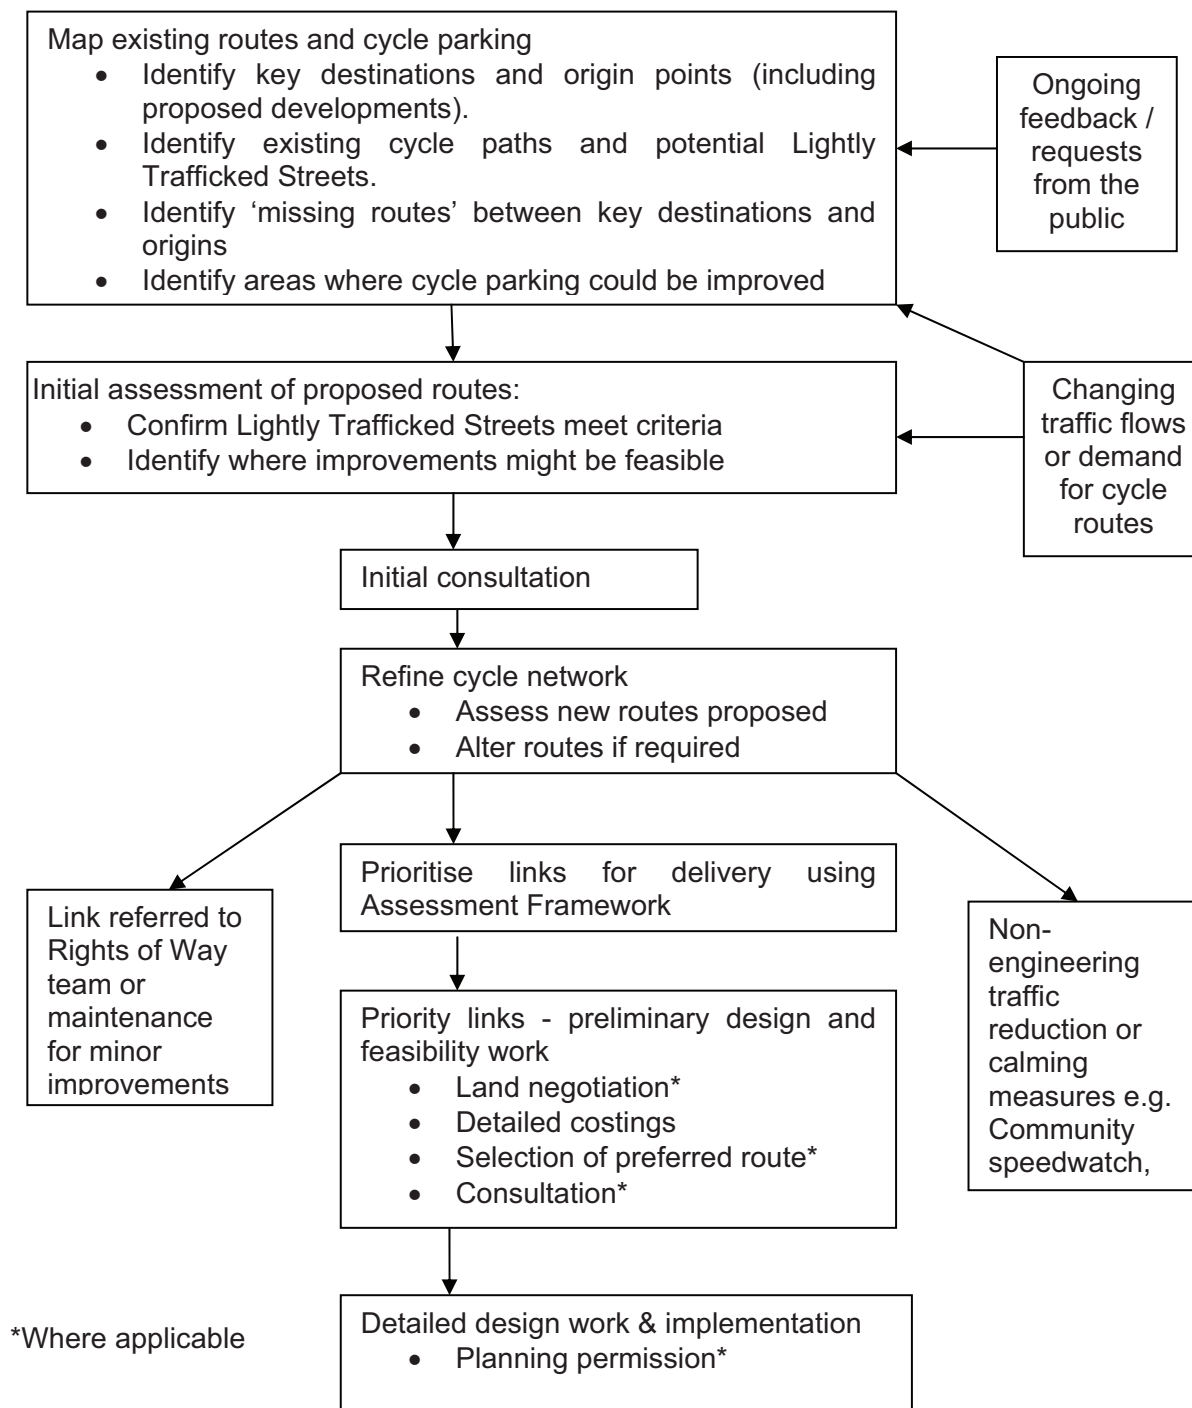 Map existing routes and cycle parking
• Identify key destinations and origin points (including
proposed developments).
• Identify existing cycle paths and potential Lightly
Trafficked Streets.
• Identify ‘missing routes’ between key destinations and
origins
• Identify areas where cycle parking could be improved
Ongoing
feedback /
requests
from the
public
Initial assessment of proposed routes:
• Confirm Lightly Trafficked Streets meet criteria
• Identify where improvements might be feasible
Changing
traffic flows
or demand
for cycle
routes
Initial consultation
Refine cycle network
• Assess new routes proposed
• Alter routes if required
Prioritise links for delivery using
Assessment Framework
Link referred to
Rights of Way
team or
maintenance
for minor
improvements
Non-
engineering
traffic
reduction or
calming
measures e.g.
Community
speedwatch,
Priority links - preliminary design and
feasibility work
• Land negotiation*
• Detailed costings
• Selection of preferred route*
• Consultation*
Detailed design work & implementation
• Planning permission*
*Where applicable